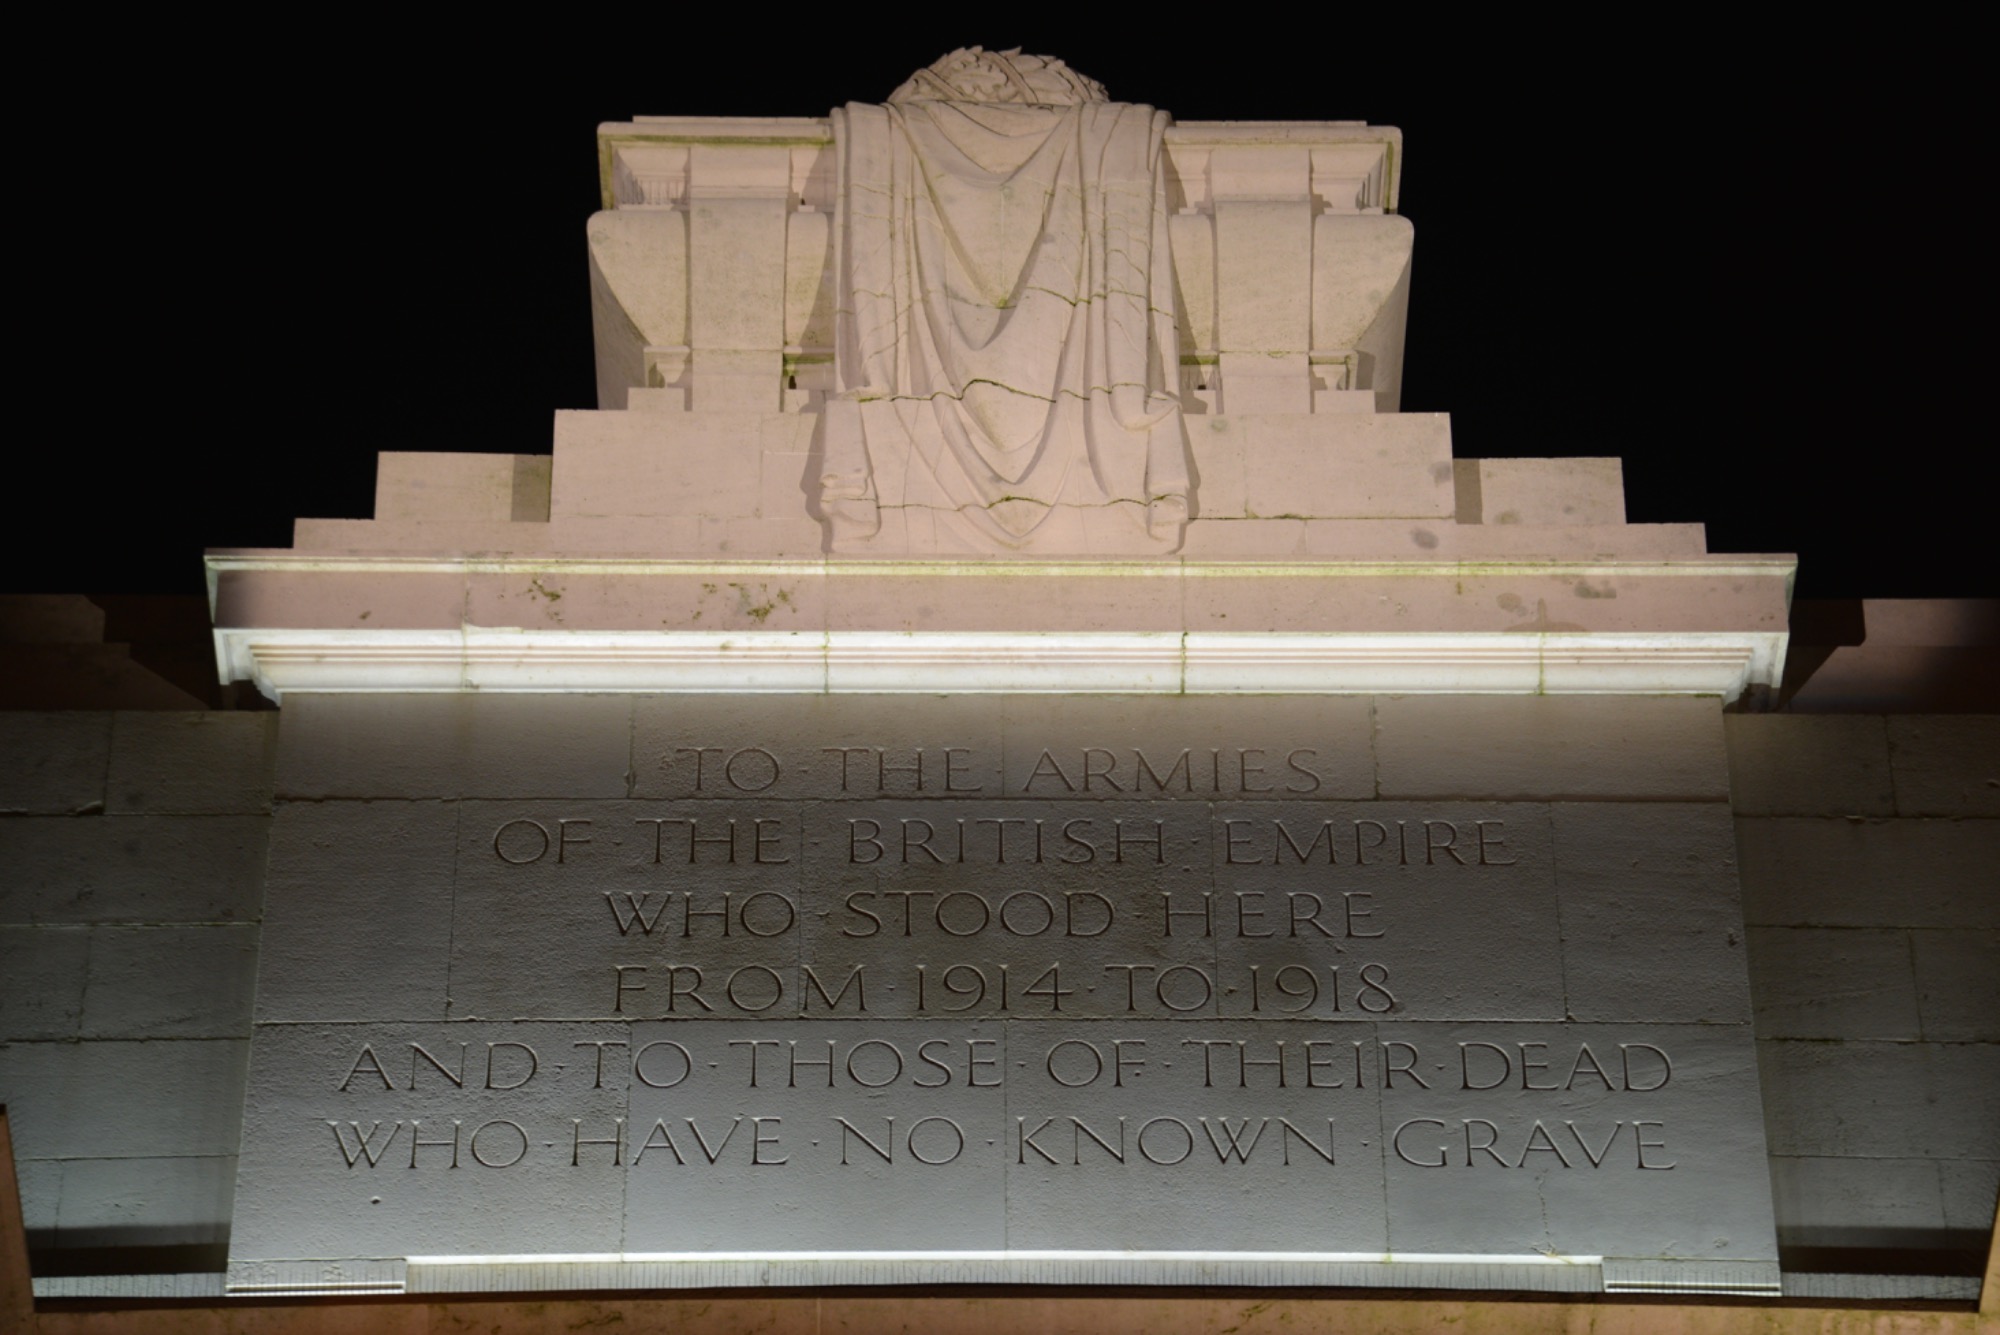 TO · THE · ARMIES
OF · THE · BRITISH · EMPIRE
WHO · STOOD · HERE
FROM · 1914 · TO · 1918
AND · TO · THOSE · OF · THEIR · DEAD
WHO · HAVE · NO · KNOWN · GRAVE